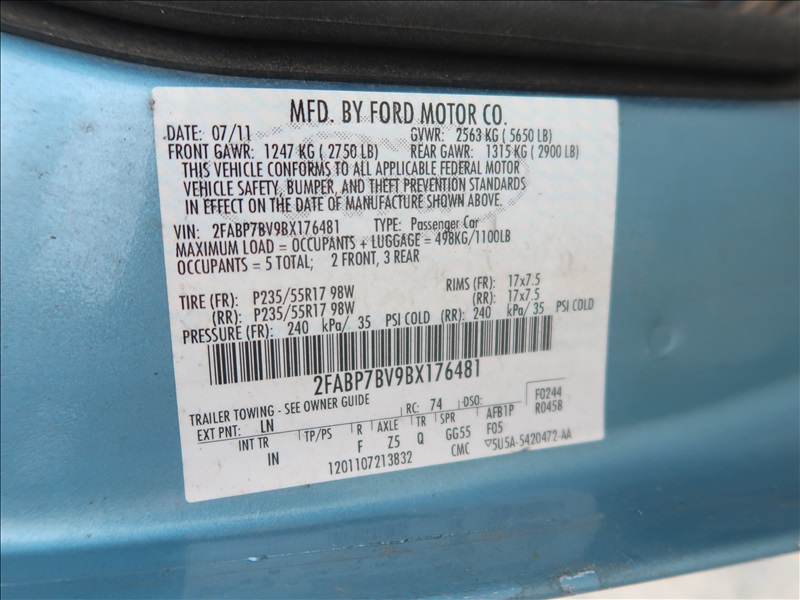 MFD. BY FORD MOTOR CO.
DATE: 07/11 GVWR: 2563 KG ( 5650 LB)
FRONT GAWR: 1247 KG ( 2750 LB) REAR GAWR: 1315 KG ( 2900 LB)
THIS VEHICLE CONFORMS TO ALL APPLICABLE FEDERAL MOTOR
VEHICLE SAFETY, BUMPER, AND THEFT PREVENTION STANDARDS
IN EFFECT ON THE DATE OF MANUFACTURE SHOWN ABOVE.
VIN: 2FABP7BV9BX176481 TYPE: Passenger Car
MAXIMUM LOAD = OCCUPANTS + LUGGAGE = 498KG/1100LB
OCCUPANTS = 5 TOTAL; 2 FRONT, 3 REAR
TIRE (FR): P235/55R17 98W RIMS (FR): 17x7.5
(RR): P235/55R17 98W (RR): 17x7.5
PRESSURE (FR): 240 kPa/ 35 PSI COLD (RR): 240 kPa/ 35 PSI COLD
2FABP7BV9BX176481
TRAILER TOWING - SEE OWNER GUIDE
EXT PNT: LN RC: 74 DSO: F0244
R0458
INT TR TP/PS R AXLE TR SPR AFB1P
IN F Z5 Q GG55 F05
1201107213832 CMC ▽5U5A-5420472-AA